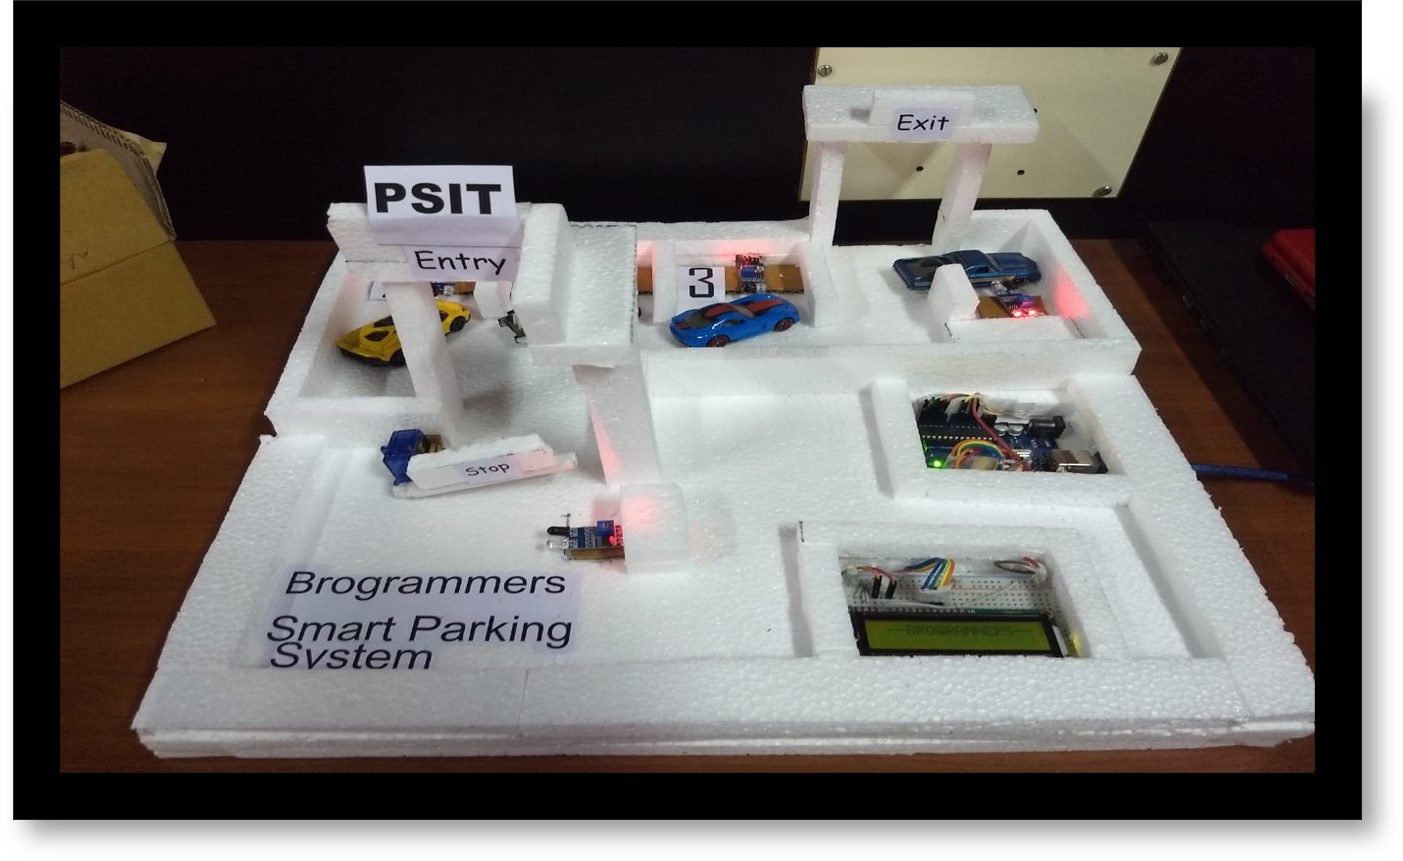 PSIT
Entry
Exit
3
Stop
Brogrammers
Smart Parking
System
BROGRAMMERS